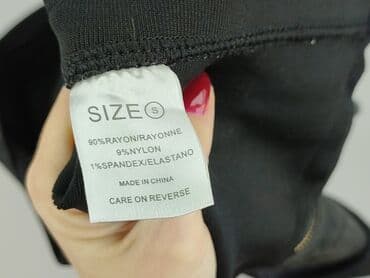 SIZE S
90%RAYON/RAYONNE
9%NYLON
1%SPANDEX/ELASTANO
MADE IN CHINA
CARE ON REVERSE